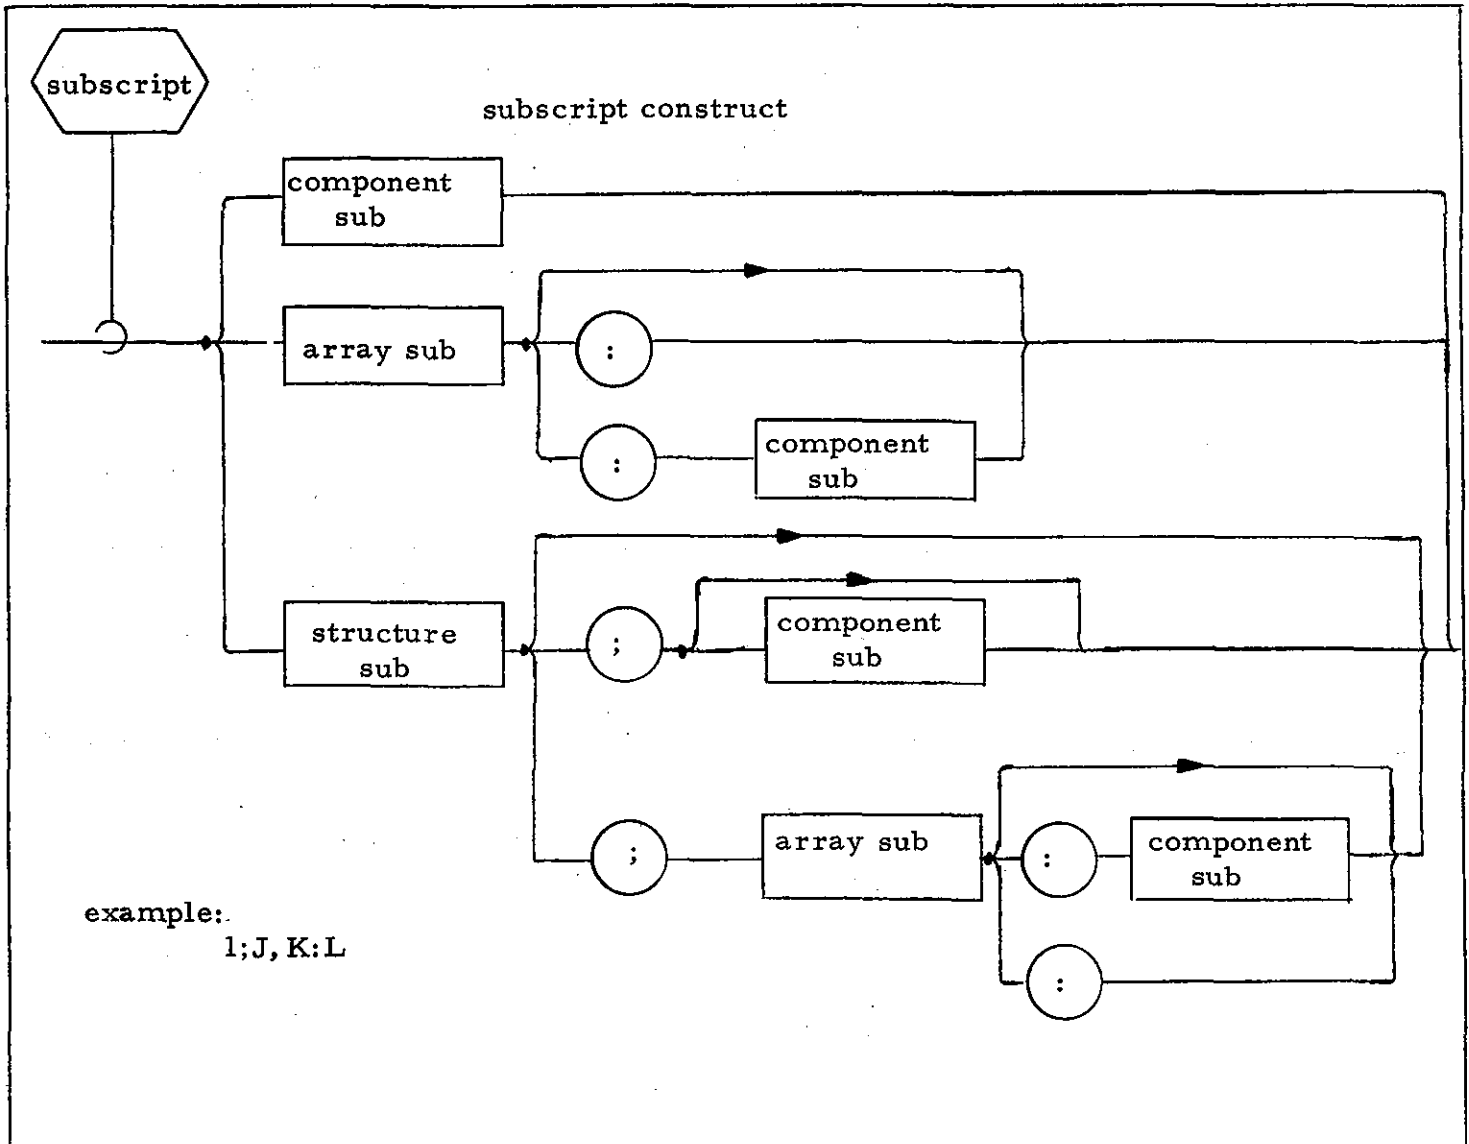 subscript
subscript construct
component
sub
array sub
:
:
component
sub
structure
sub
;
component
sub
;
array sub
:
component
sub
:
example:
1;J, K:L